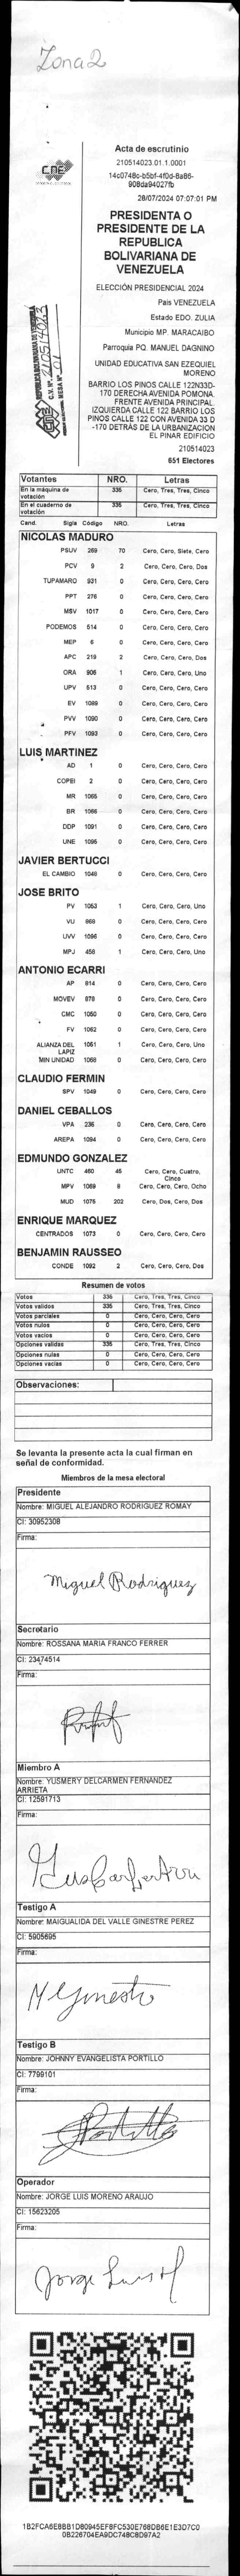 Zona 2
CNE
Acta de escrutinio
210514023.01.1.0001
14c0748c-b5bf-4f0d-8a86-
908da94027fb
28/07/2024 07:07:01 PM
PRESIDENTA O
PRESIDENTE DE LA
REPUBLICA
BOLIVARIANA DE
VENEZUELA
ELECCIÓN PRESIDENCIAL 2024
País VENEZUELA
Estado EDO. ZULIA
Municipio MP. MARACAIBO
Parroquia PQ. MANUEL DAGNINO
UNIDAD EDUCATIVA SAN EZEQUIEL
MORENO
BARRIO LOS PINOS CALLE 122N33D-
170 DERECHA AVENIDA POMONA.
FRENTE AVENIDA PRINCIPAL.
IZQUIERDA CALLE 122 BARRIO LOS
PINOS CALLE 122 CON AVENIDA 33 D
-170 DETRÁS DE LA URBANIZACION
EL PINAR EDIFICIO
210514023
651 Electores
Votantes NRO. Letras
En la máquina de votación 335 Cero, Tres, Tres, Cinco
En el cuaderno de votación 335 Cero, Tres, Tres, Cinco
Cand. Sigla Código NRO. Letras
NICOLAS MADURO
PSUV 269 70 Cero, Cero, Siete, Cero
PCV 9 2 Cero, Cero, Cero, Dos
TUPAMARO 931 0 Cero, Cero, Cero, Cero
PPT 276 0 Cero, Cero, Cero, Cero
MSV 1017 0 Cero, Cero, Cero, Cero
PODEMOS 514 0 Cero, Cero, Cero, Cero
MEP 6 0 Cero, Cero, Cero, Cero
APC 219 2 Cero, Cero, Cero, Dos
ORA 906 1 Cero, Cero, Cero, Uno
UPV 513 0 Cero, Cero, Cero, Cero
EV 1089 0 Cero, Cero, Cero, Cero
PVV 1090 0 Cero, Cero, Cero, Cero
PFV 1093 0 Cero, Cero, Cero, Cero
LUIS MARTINEZ
AD 1 0 Cero, Cero, Cero, Cero
COPEI 2 0 Cero, Cero, Cero, Cero
MR 1065 0 Cero, Cero, Cero, Cero
BR 1066 0 Cero, Cero, Cero, Cero
DDP 1091 0 Cero, Cero, Cero, Cero
UNE 1095 0 Cero, Cero, Cero, Cero
JAVIER BERTUCCI
EL CAMBIO 1048 0 Cero, Cero, Cero, Cero
JOSE BRITO
PV 1053 1 Cero, Cero, Cero, Uno
VU 968 0 Cero, Cero, Cero, Cero
UVV 1096 0 Cero, Cero, Cero, Cero
MPJ 458 1 Cero, Cero, Cero, Uno
ANTONIO ECARRI
AP 814 0 Cero, Cero, Cero, Cero
MOVEV 878 0 Cero, Cero, Cero, Cero
CMC 1050 0 Cero, Cero, Cero, Cero
FV 1062 0 Cero, Cero, Cero, Cero
ALIANZA DEL LAPIZ 1051 1 Cero, Cero, Cero, Uno
MIN UNIDAD 1068 0 Cero, Cero, Cero, Cero
CLAUDIO FERMIN
SPV 1049 0 Cero, Cero, Cero, Cero
DANIEL CEBALLOS
VPA 236 0 Cero, Cero, Cero, Cero
AREPA 1094 0 Cero, Cero, Cero, Cero
EDMUNDO GONZALEZ
UNTC 460 45 Cero, Cero, Cuatro, Cinco
MPV 1069 8 Cero, Cero, Cero, Ocho
MUD 1075 202 Cero, Dos, Cero, Dos
ENRIQUE MARQUEZ
CENTRADOS 1073 0 Cero, Cero, Cero, Cero
BENJAMIN RAUSSEO
CONDE 1092 2 Cero, Cero, Cero, Dos
Resumen de votos
Votos 335 Cero, Tres, Tres, Cinco
Votos validos 335 Cero, Tres, Tres, Cinco
Votos parciales 0 Cero, Cero, Cero, Cero
Votos nulos 0 Cero, Cero, Cero, Cero
Votos vacios 0 Cero, Cero, Cero, Cero
Opciones validas 335 Cero, Tres, Tres, Cinco
Opciones nulas 0 Cero, Cero, Cero, Cero
Opciones vacias 0 Cero, Cero, Cero, Cero
Observaciones:
Se levanta la presente acta la cual firman en
señal de conformidad.
Miembros de la mesa electoral
Presidente
Nombre: MIGUEL ALEJANDRO RODRIGUEZ ROMAY
CI: 30952308
Firma:
Miguel Rodriguez
Secretario
Nombre: ROSSANA MARIA FRANCO FERRER
CI: 23474514
Firma:
Miembro A
Nombre: YUSMERY DELCARMEN FERNANDEZ
ARRIETA
CI: 12591713
Firma:
Testigo A
Nombre: MAIGUALIDA DEL VALLE GINESTRE PEREZ
CI: 5905695
Firma:
Testigo B
Nombre: JOHNNY EVANGELISTA PORTILLO
CI: 7799101
Firma:
Operador
Nombre: JORGE LUIS MORENO ARAUJO
CI: 15623205
Firma:
1B2FCA6E8BB1D80945EF8FC530E768DB6E1E3D7C0
0B226704EA9DC748C8D97A2